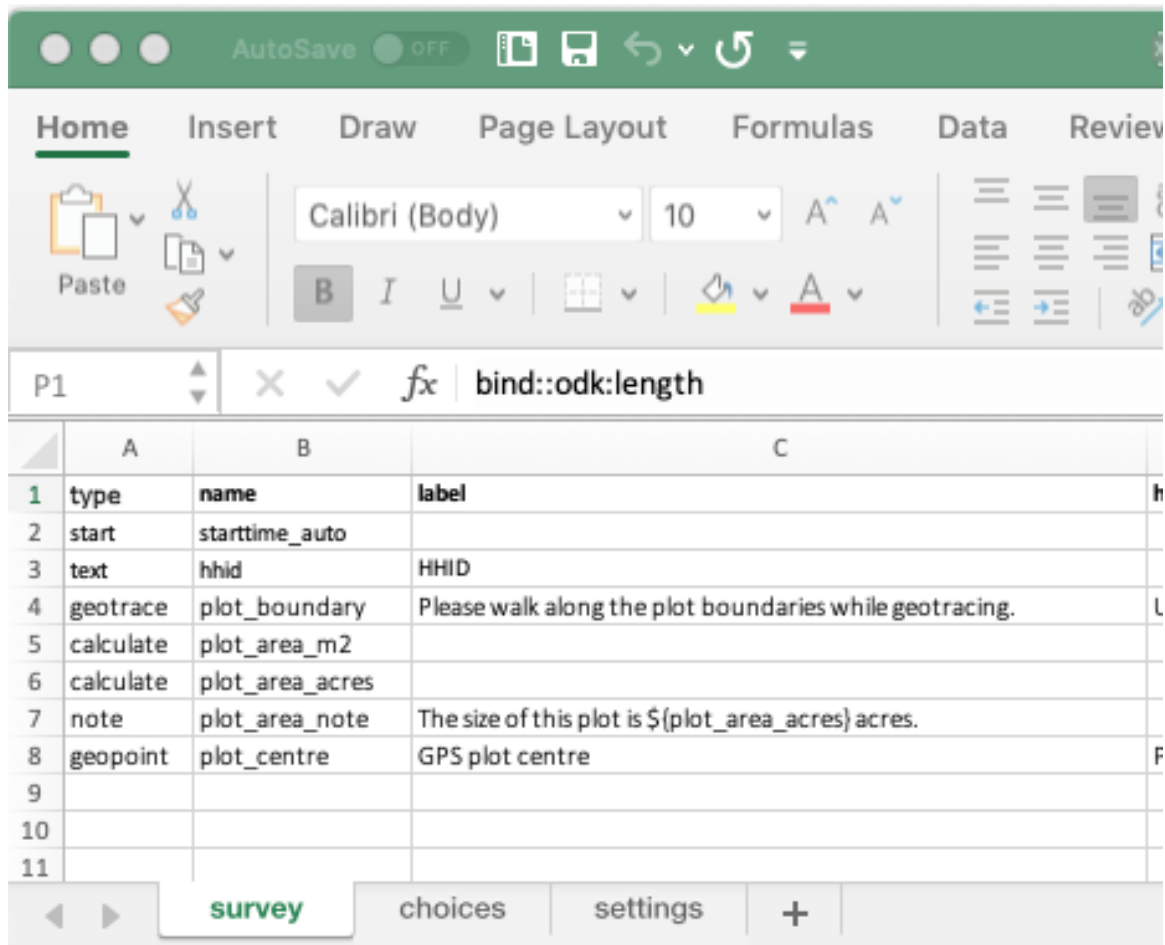 AutoSave OFF
Home Insert Draw Page Layout Formulas Data Review
Calibri (Body) 10 A A
Paste
B I U A ab
P1 fx bind::odk:length
A B C
1 type name label h
2 start starttime_auto
3 text hhid HHID
4 geotrace plot_boundary Please walk along the plot boundaries while geotracing. U
5 calculate plot_area_m2
6 calculate plot_area_acres
7 note plot_area_note The size of this plot is ${plot_area_acres} acres.
8 geopoint plot_centre GPS plot centre P
9
10
11
survey choices settings +